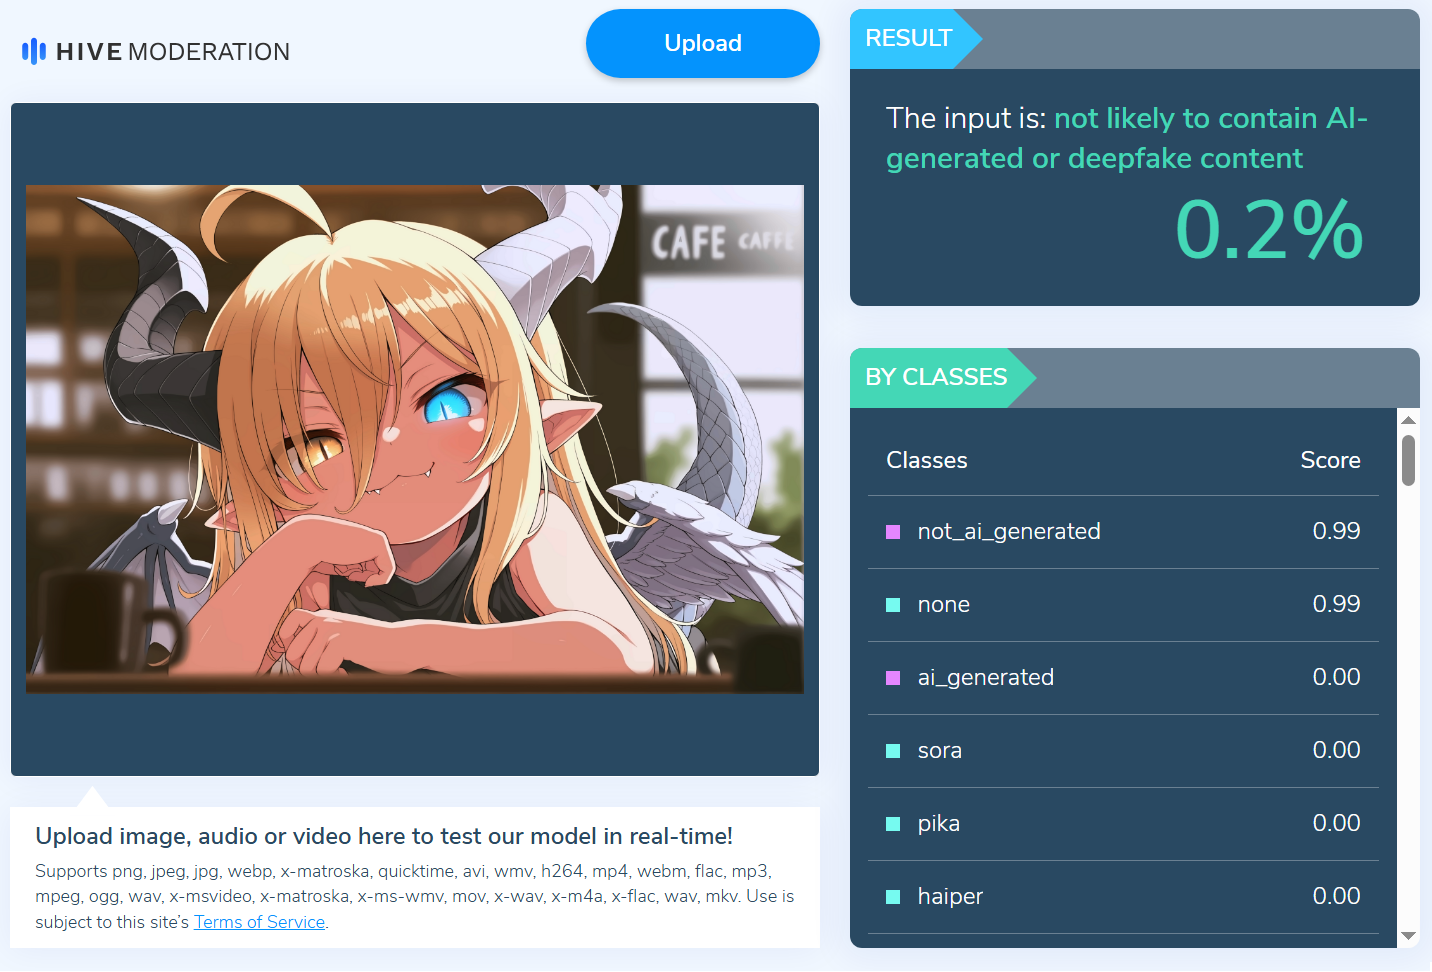 HIVE MODERATION
Upload
CAFE CAFFE
Upload image, audio or video here to test our model in real-time!
Supports png, jpeg, jpg, webp, x-matroska, quicktime, avi, wmv, h264, mp4, webm, flac, mp3,
mpeg, ogg, wav, x-msvideo, x-matroska, x-ms-wmv, mov, x-wav, x-m4a, x-flac, wav, mkv. Use is
subject to this site’s Terms of Service.
RESULT
The input is: not likely to contain AI-
generated or deepfake content
0.2%
BY CLASSES
Classes Score
not_ai_generated 0.99
none 0.99
ai_generated 0.00
sora 0.00
pika 0.00
haiper 0.00